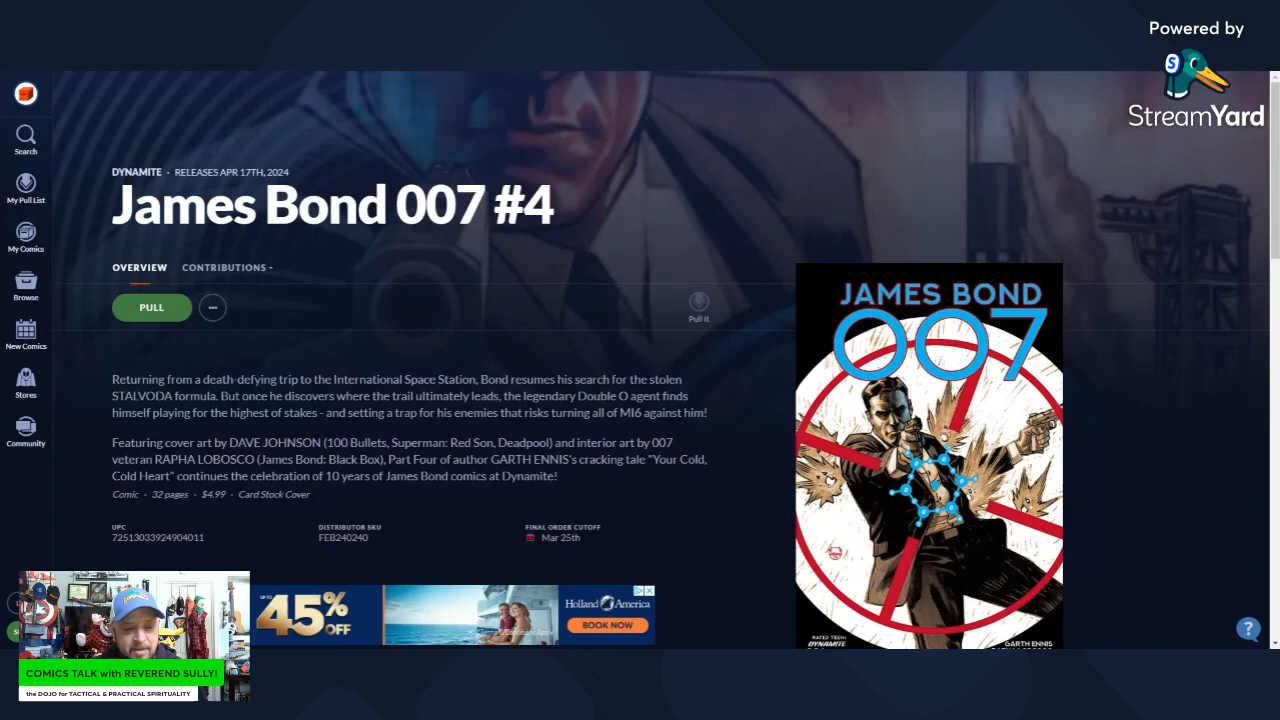 Powered by
StreamYard
Search
My Pull List
My Comics
Browse
New Comics
Stores
Community
DYNAMITE · RELEASES APR 17TH, 2024
James Bond 007 #4
OVERVIEW CONTRIBUTIONS
PULL
Pull It
Returning from a death-defying trip to the International Space Station, Bond resumes his search for the stolen
STALVODA formula. But once he discovers where the trail ultimately leads, the legendary Double O agent finds
himself playing for the highest of stakes - and setting a trap for his enemies that risks turning all of MI6 against him!
Featuring cover art by DAVE JOHNSON (100 Bullets, Superman: Red Son, Deadpool) and interior art by 007
veteran RAPHA LOBOSCO (James Bond: Black Box), Part Four of author GARTH ENNIS's cracking tale "Your Cold,
Cold Heart" continues the celebration of 10 years of James Bond comics at Dynamite!
Comic · 32 pages · $4.99 · Card Stock Cover
UPC
72513033924904011
DISTRIBUTOR SKU
FEB240240
FINAL ORDER CUTOFF
Mar 25th
JAMES BOND
007
RATED TEEN+
DYNAMITE
GARTH ENNIS
UP TO
45% OFF
Holland America
BOOK NOW
COMICS TALK with REVEREND SULLY!
the DOJO for TACTICAL & PRACTICAL SPIRITUALITY
?